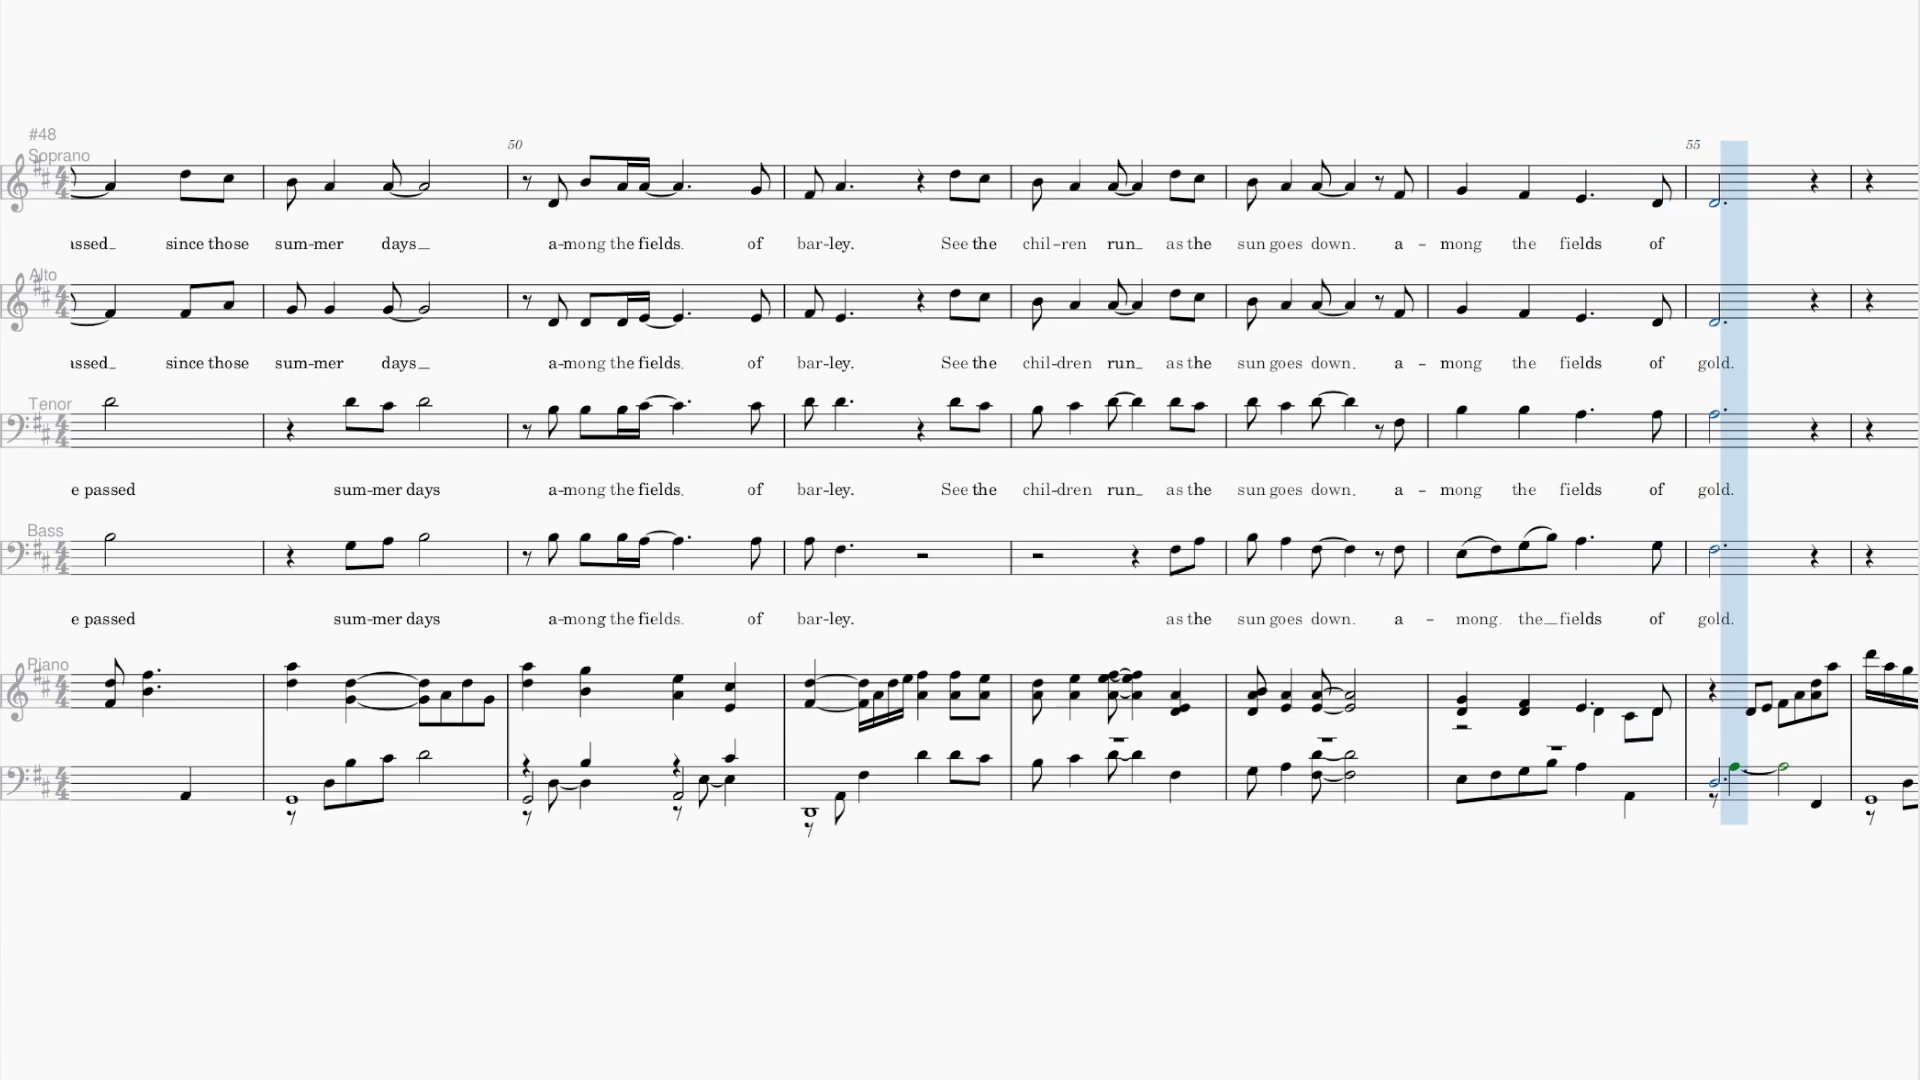 #48
50
55
Soprano
assed_ since those sum-mer days_ a-mong the fields. of bar-ley. See the chil-ren run_ as the sun goes down. a - mong the fields of
Alto
assed_ since those sum-mer days_ a-mong the fields. of bar-ley. See the chil-dren run_ as the sun goes down. a - mong the fields of gold.
Tenor
e passed sum-mer days a-mong the fields. of bar-ley. See the chil-dren run_ as the sun goes down. a - mong the fields of gold.
Bass
e passed sum-mer days a-mong the fields. of bar-ley. as the sun goes down. a - mong. the_fields of gold.
Piano